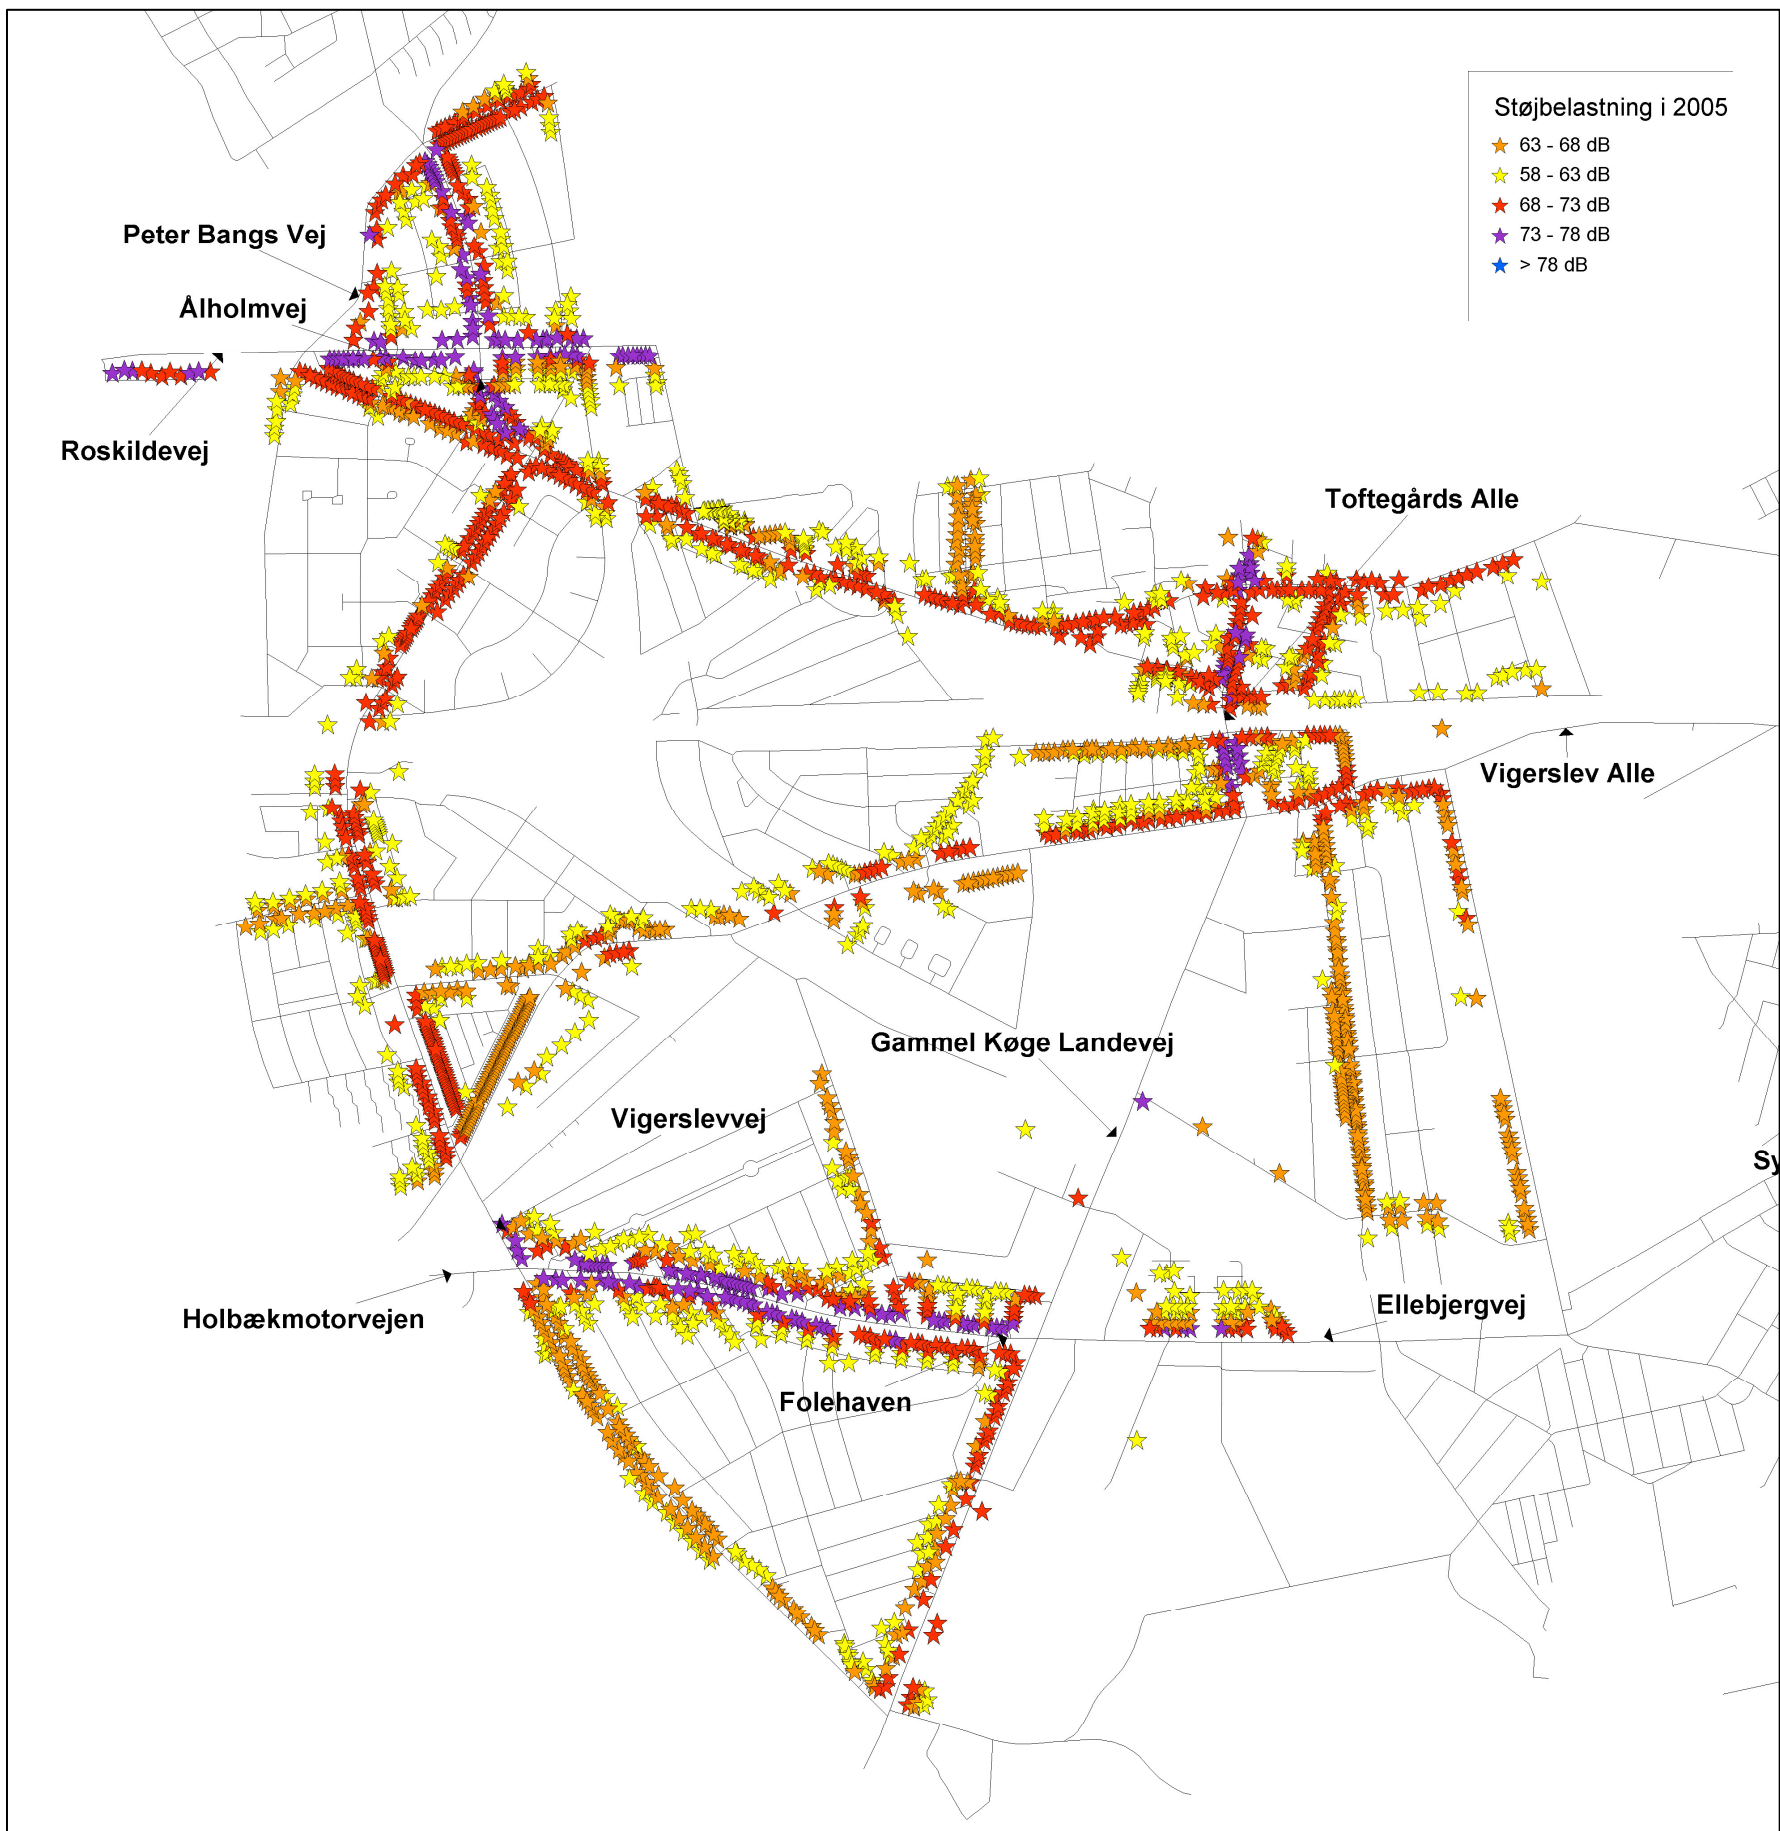 Støjbelastning i 2005
63 - 68 dB
58 - 63 dB
68 - 73 dB
73 - 78 dB
> 78 dB
Peter Bangs Vej
Ålholmvej
Roskildevej
Toftegårds Alle
Vigerslev Alle
Gammel Køge Landevej
Vigerslevvej
Sy
Holbækmotorvejen
Ellebjergvej
Folehaven